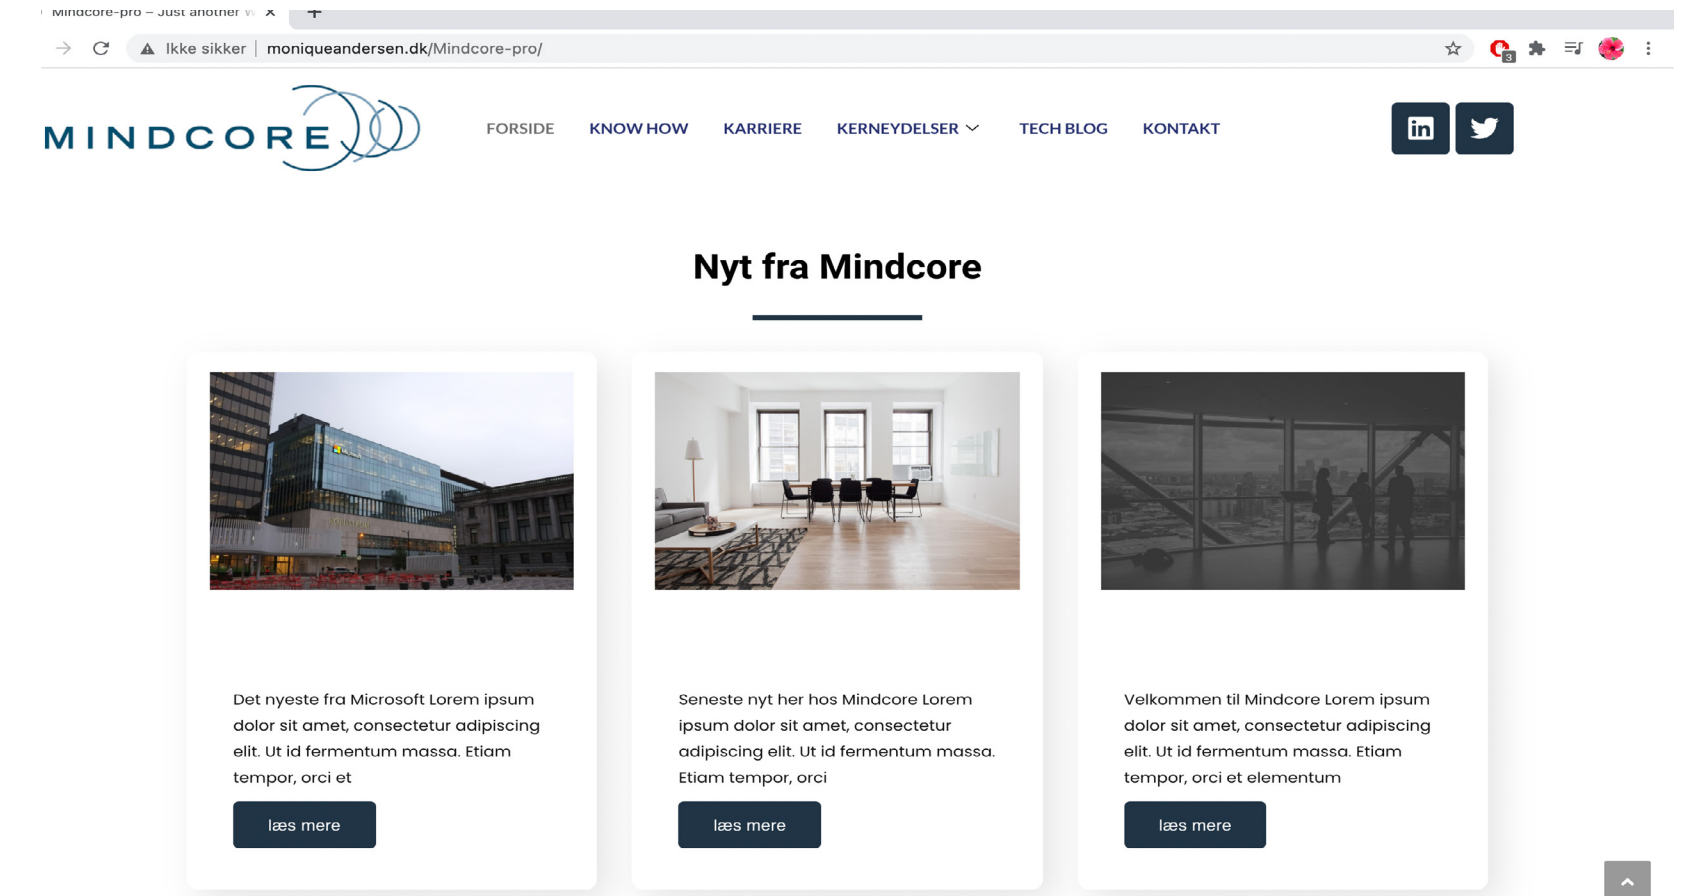 Mindcore-pro – Just another W
Ikke sikker | moniqueandersen.dk/Mindcore-pro/
3
MINDCORE
FORSIDE KNOW HOW KARRIERE KERNEYDELSER TECH BLOG KONTAKT
in
Nyt fra Mindcore
Microsoft
Det nyeste fra Microsoft Lorem ipsum
dolor sit amet, consectetur adipiscing
elit. Ut id fermentum massa. Etiam
tempor, orci et
læs mere
Seneste nyt her hos Mindcore Lorem
ipsum dolor sit amet, consectetur
adipiscing elit. Ut id fermentum massa.
Etiam tempor, orci
læs mere
Velkommen til Mindcore Lorem ipsum
dolor sit amet, consectetur adipiscing
elit. Ut id fermentum massa. Etiam
tempor, orci et elementum
læs mere